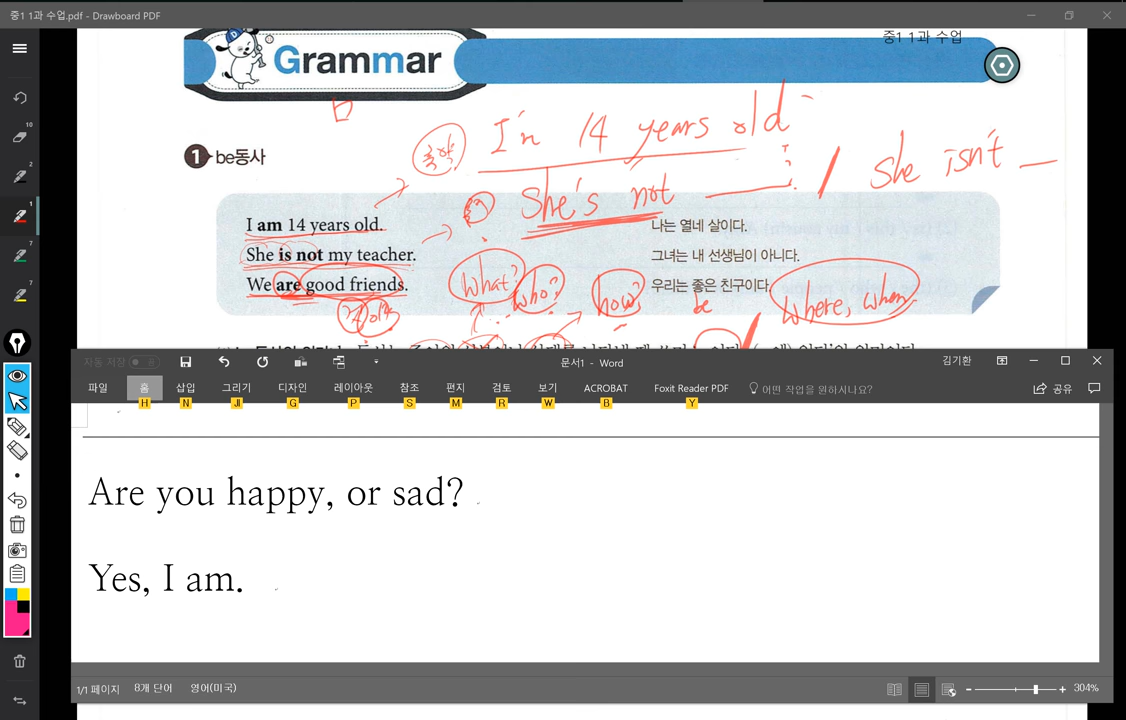 중1 1과 수업.pdf - Drawboard PDF
중1 1과 수업
Grammar
I'm 14 years old
축약
1 be동사
She's not / She isn't
I am 14 years old. 나는 열네 살이다.
She is not my teacher. 그녀는 내 선생님이 아니다.
We are good friends. 우리는 좋은 친구이다.
what? who? how? be where, when
자동 저장 문서1 - Word 김기환
파일 홈 삽입 그리기 디자인 레이아웃 참조 편지 검토 보기 ACROBAT Foxit Reader PDF 어떤 작업을 원하시나요? 공유
H N JI G P S M R W B Y
Are you happy, or sad?
Yes, I am.
1/1 페이지 8개 단어 영어(미국) 304%
10
2
1
7
7